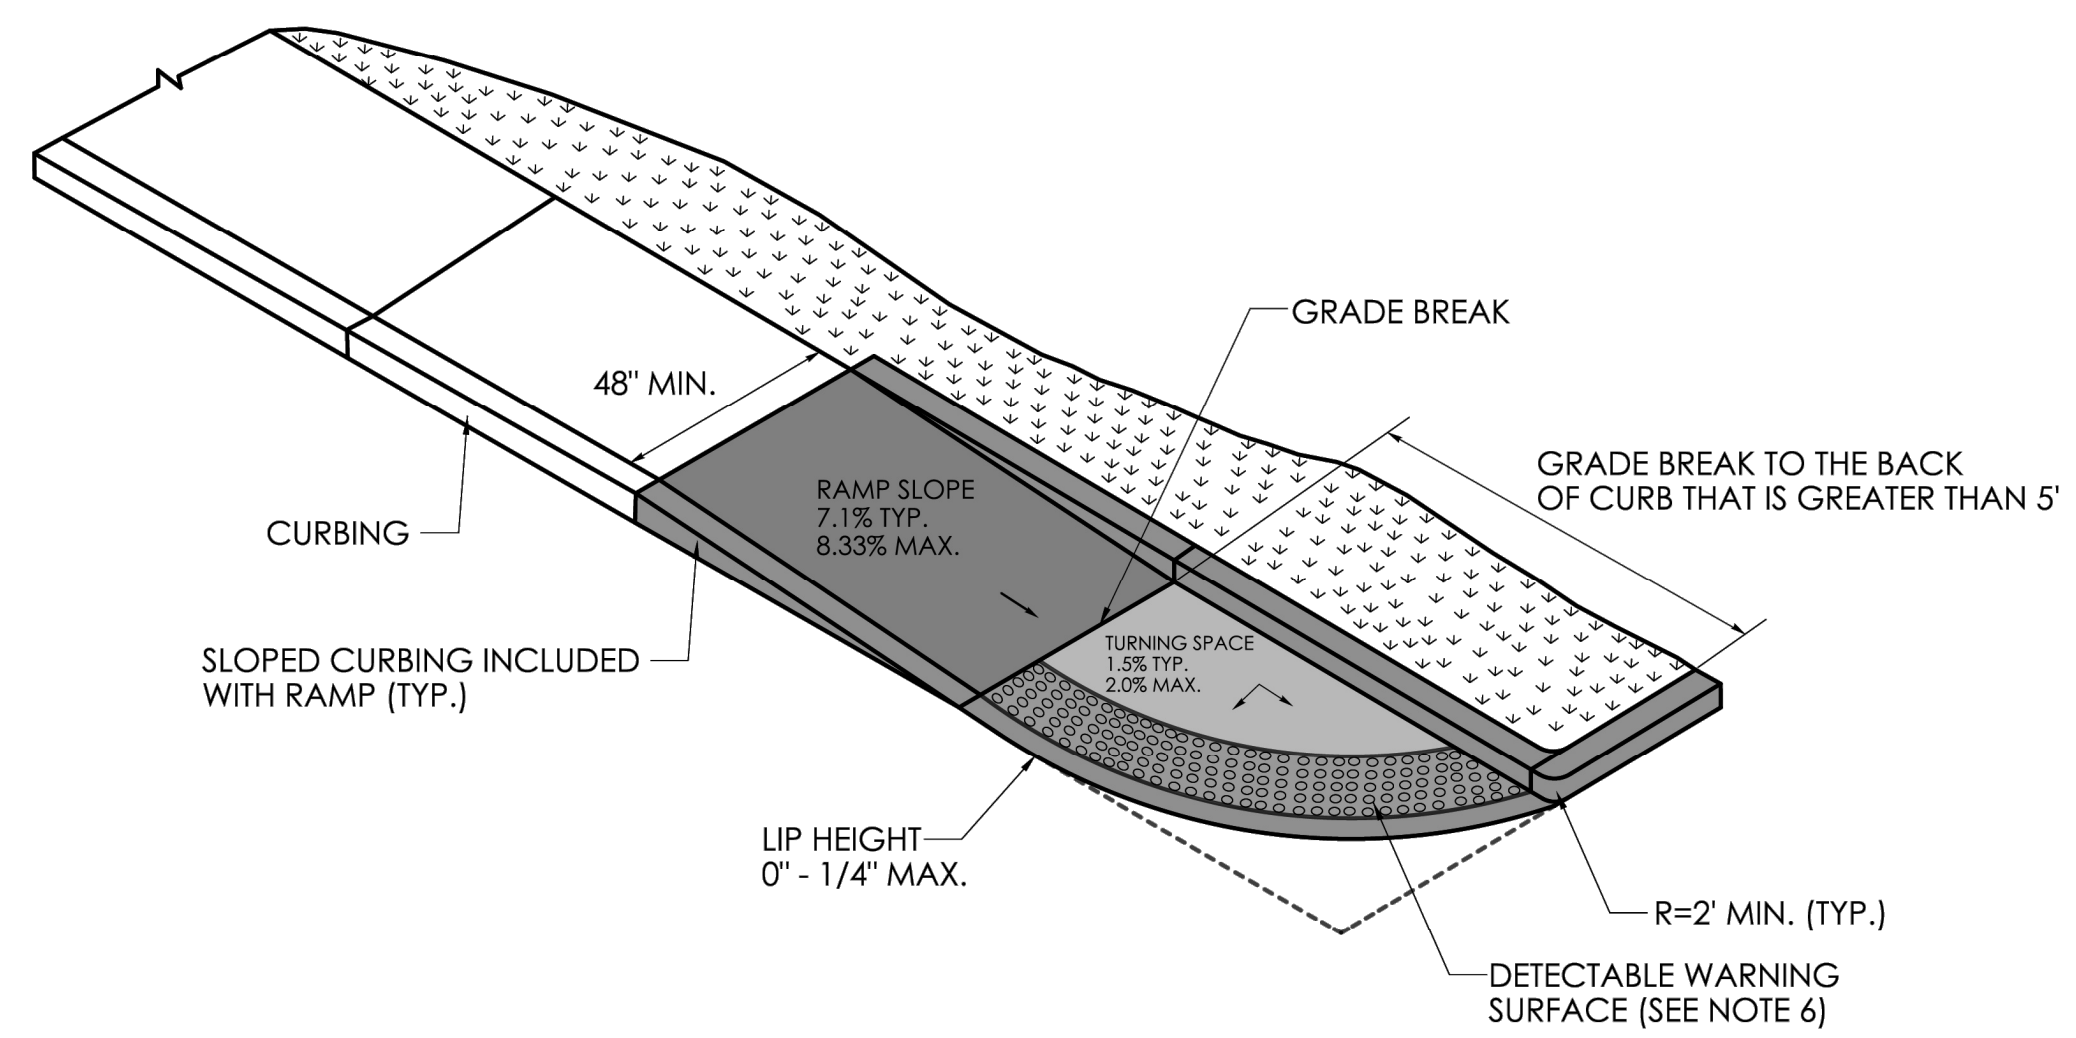 GRADE BREAK
48" MIN.
GRADE BREAK TO THE BACK
OF CURB THAT IS GREATER THAN 5'
RAMP SLOPE
7.1% TYP.
8.33% MAX.
CURBING
TURNING SPACE
1.5% TYP.
2.0% MAX.
SLOPED CURBING INCLUDED
WITH RAMP (TYP.)
LIP HEIGHT
0" - 1/4" MAX.
R=2' MIN. (TYP.)
DETECTABLE WARNING
SURFACE (SEE NOTE 6)